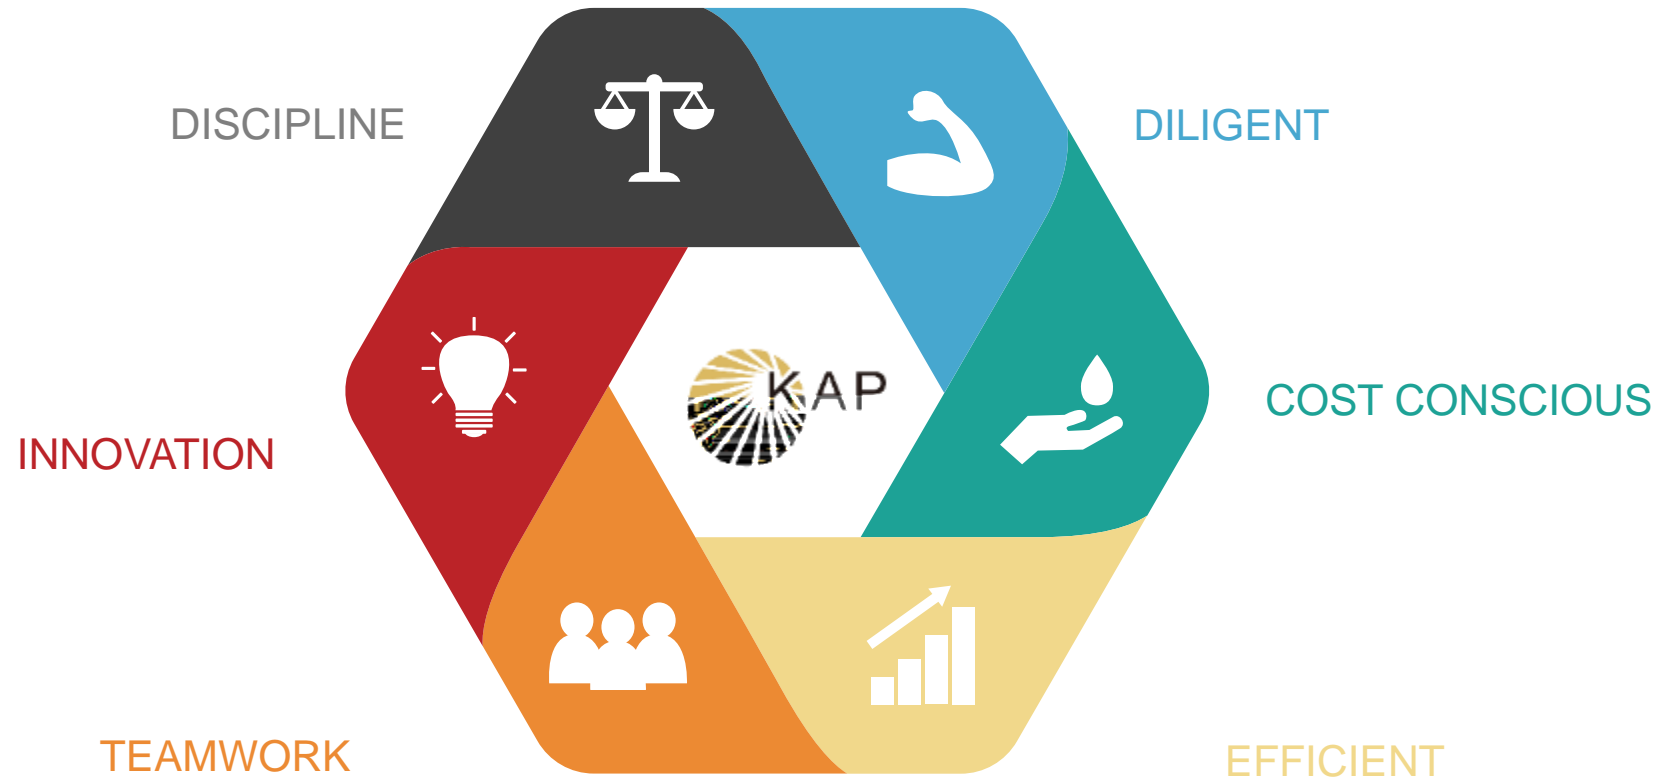 DISCIPLINE
DILIGENT
KAP
COST CONSCIOUS
INNOVATION
TEAMWORK
EFFICIENT